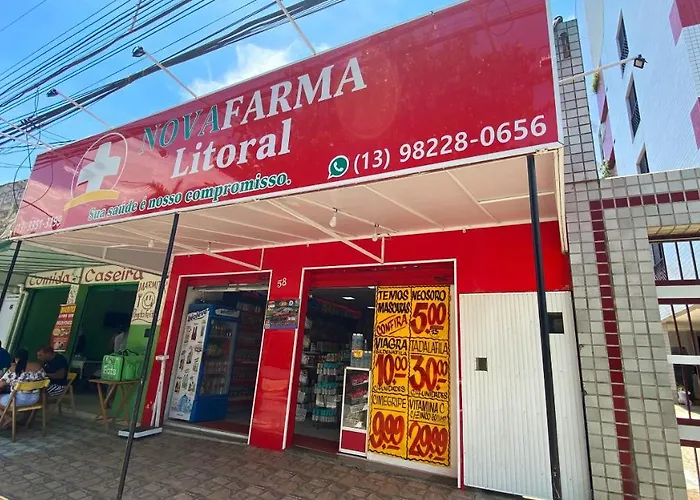 NOVAFARMA
Litoral
Sua saúde é nosso compromisso.
(13) 98228-0656
58
Comida Caseira
TEMOS
MASCARAS
CONFIRA
NEOSORO
5,00
VIAGRA
10,00
TADALAFILA
30,00
CIMEGRIPE
9,99
VITAMINA C
29,99